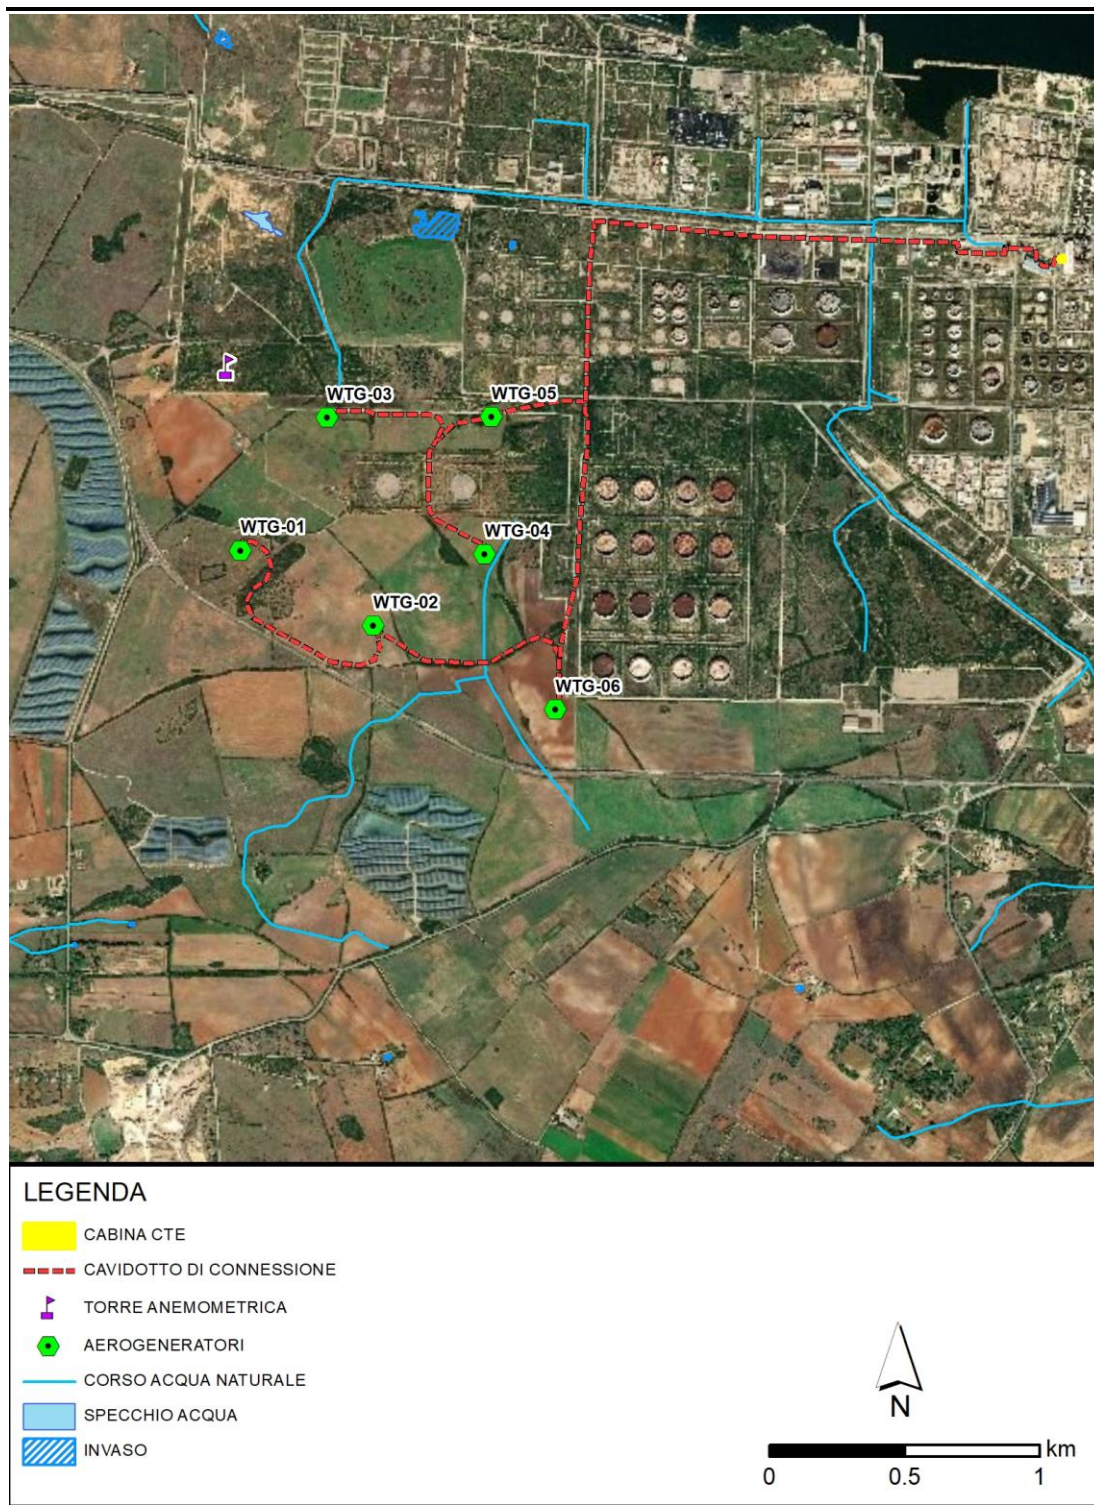 WTG-03
WTG-05
WTG-01
WTG-04
WTG-02
WTG-06
LEGENDA
CABINA CTE
CAVIDOTTO DI CONNESSIONE
TORRE ANEMOMETRICA
AEROGENERATORI
CORSO ACQUA NATURALE
SPECCHIO ACQUA
INVASO
N
km
0 0.5 1